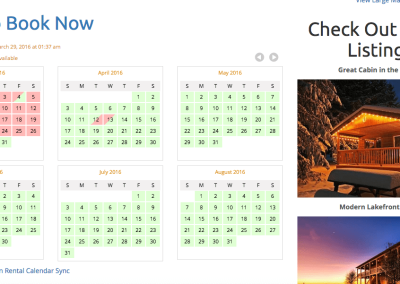 o Book Now
arch 29, 2016 at 01:37 am
vailable
View Large Ma
Check Out
Listing
Great Cabin in the
Modern Lakefront
16
T F S
3 4 5
10 11 12
17 18 19
24 25 26
31
April 2016
S M T W T F S
1 2
3 4 5 6 7 8 9
10 11 12 13 14 15 16
17 18 19 20 21 22 23
24 25 26 27 28 29 30
May 2016
S M T W T F S
1 2 3 4 5 6 7
8 9 10 11 12 13 14
15 16 17 18 19 20 21
22 23 24 25 26 27 28
29 30 31
6
T F S
2 3 4
9 10 11
16 17 18
23 24 25
30
July 2016
S M T W T F S
1 2
3 4 5 6 7 8 9
10 11 12 13 14 15 16
17 18 19 20 21 22 23
24 25 26 27 28 29 30
31
August 2016
S M T W T F S
1 2 3 4 5 6
7 8 9 10 11 12 13
14 15 16 17 18 19 20
21 22 23 24 25 26 27
28 29 30 31
n Rental Calendar Sync